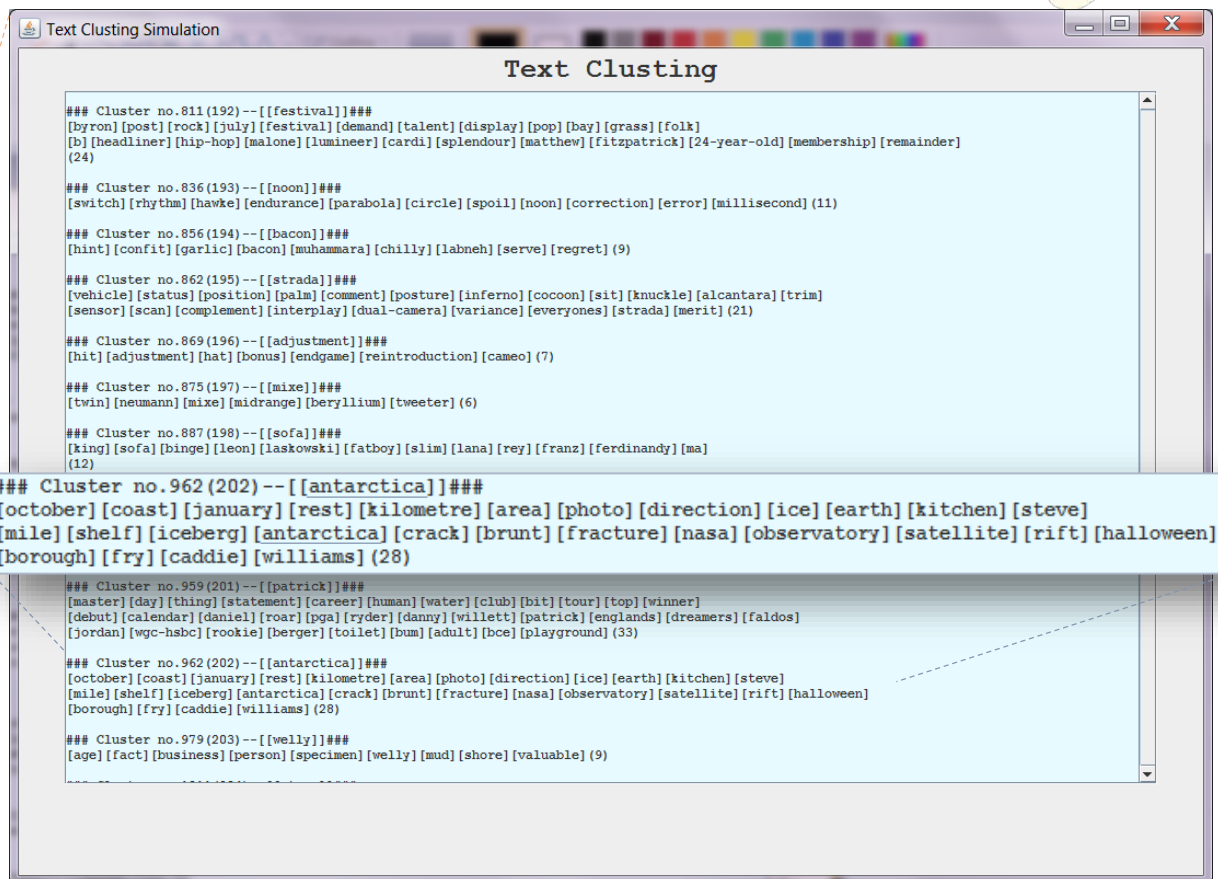 Text Clusting Simulation
Text Clusting
### Cluster no.811(192)--[[festival]]###
[byron][post][rock][july][festival][demand][talent][display][pop][bay][grass][folk]
[b][headliner][hip-hop][malone][lumineer][cardi][splendour][matthew][fitzpatrick][24-year-old][membership][remainder]
(24)
### Cluster no.836(193)--[[noon]]###
[switch][rhythm][hawke][endurance][parabola][circle][spoil][noon][correction][error][millisecond](11)
### Cluster no.856(194)--[[bacon]]###
[hint][confit][garlic][bacon][muhammara][chilly][labneh][serve][regret](9)
### Cluster no.862(195)--[[strada]]###
[vehicle][status][position][palm][comment][posture][inferno][cocoon][sit][knuckle][alcantara][trim]
[sensor][scan][complement][interplay][dual-camera][variance][everyones][strada][merit](21)
### Cluster no.869(196)--[[adjustment]]###
[hit][adjustment][hat][bonus][endgame][reintroduction][cameo](7)
### Cluster no.875(197)--[[mixe]]###
[twin][neumann][mixe][midrange][beryllium][tweeter](6)
### Cluster no.887(198)--[[sofa]]###
[king][sofa][binge][leon][laskowski][fatboy][slim][lana][rey][franz][ferdinandy][ma]
(12)
### Cluster no.962(202)--[[antarctica]]###
[october][coast][january][rest][kilometre][area][photo][direction][ice][earth][kitchen][steve]
[mile][shelf][iceberg][antarctica][crack][brunt][fracture][nasa][observatory][satellite][rift][halloween]
[borough][fry][caddie][williams](28)
### Cluster no.959(201)--[[patrick]]###
[master][day][thing][statement][career][human][water][club][bit][tour][top][winner]
[debut][calendar][daniel][roar][pga][ryder][danny][willett][patrick][englands][dreamers][faldos]
[jordan][wgc-hsbc][rookie][berger][toilet][bum][adult][bce][playground](33)
### Cluster no.962(202)--[[antarctica]]###
[october][coast][january][rest][kilometre][area][photo][direction][ice][earth][kitchen][steve]
[mile][shelf][iceberg][antarctica][crack][brunt][fracture][nasa][observatory][satellite][rift][halloween]
[borough][fry][caddie][williams](28)
### Cluster no.979(203)--[[welly]]###
[age][fact][business][person][specimen][welly][mud][shore][valuable](9)